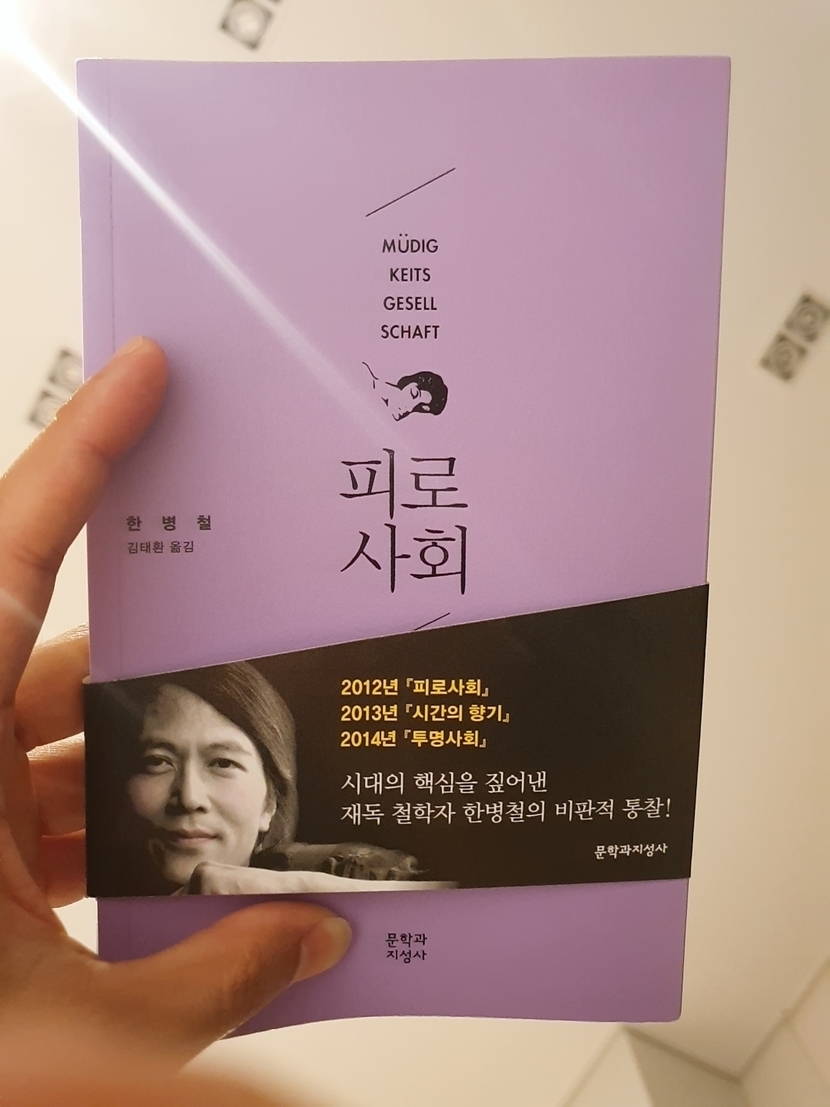 MÜDIG
KEITS
GESELL
SCHAFT
피로
사회
한병철
김태환 옮김
2012년 『피로사회』
2013년 『시간의 향기』
2014년 『투명사회』
시대의 핵심을 짚어낸
재독 철학자 한병철의 비판적 통찰!
문학과지성사
문학과
지성사